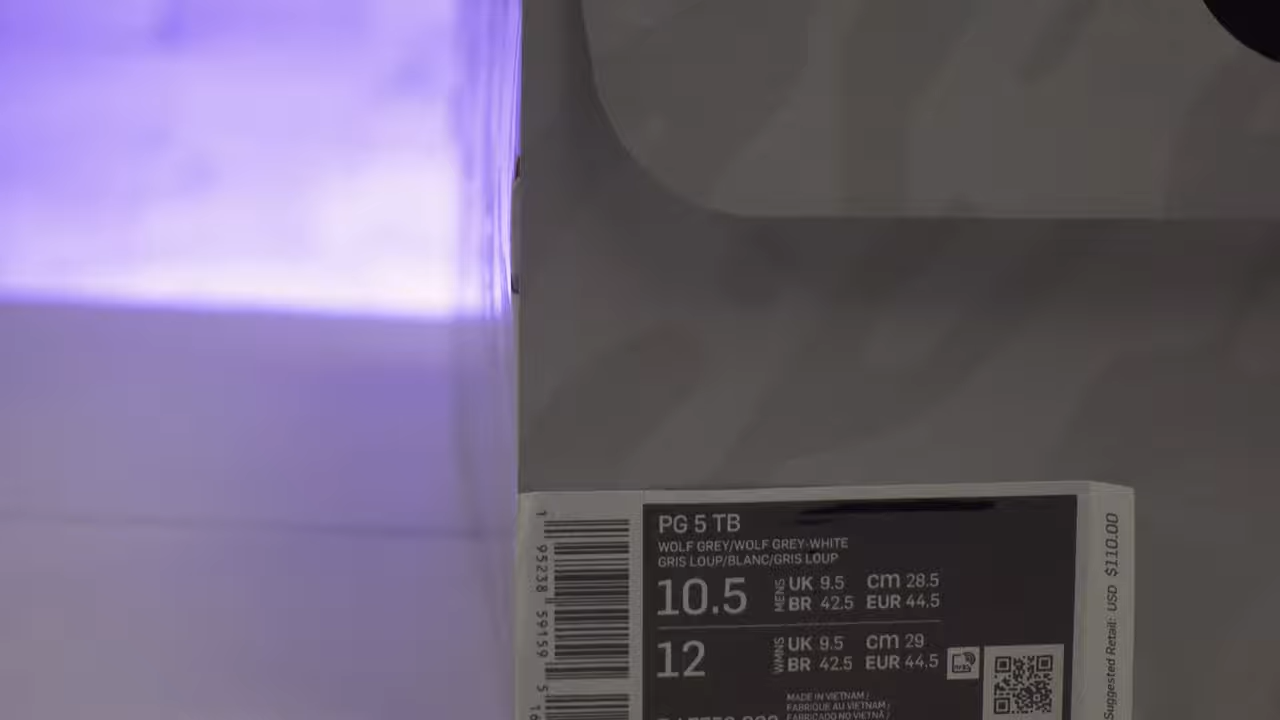 PG 5 TB
WOLF GREY/WOLF GREY-WHITE
GRIS LOUP/BLANC/GRIS LOUP
10.5 MENS UK 9.5 cm 28.5
BR 42.5 EUR 44.5
12 WMNS UK 9.5 cm 29
BR 42.5 EUR 44.5
MADE IN VIETNAM /
FABRIQUE AU VIETNAM /
FABRICADO NO VIETNÃ /
1 95238 59159 5
Suggested Retail: USD $110.00